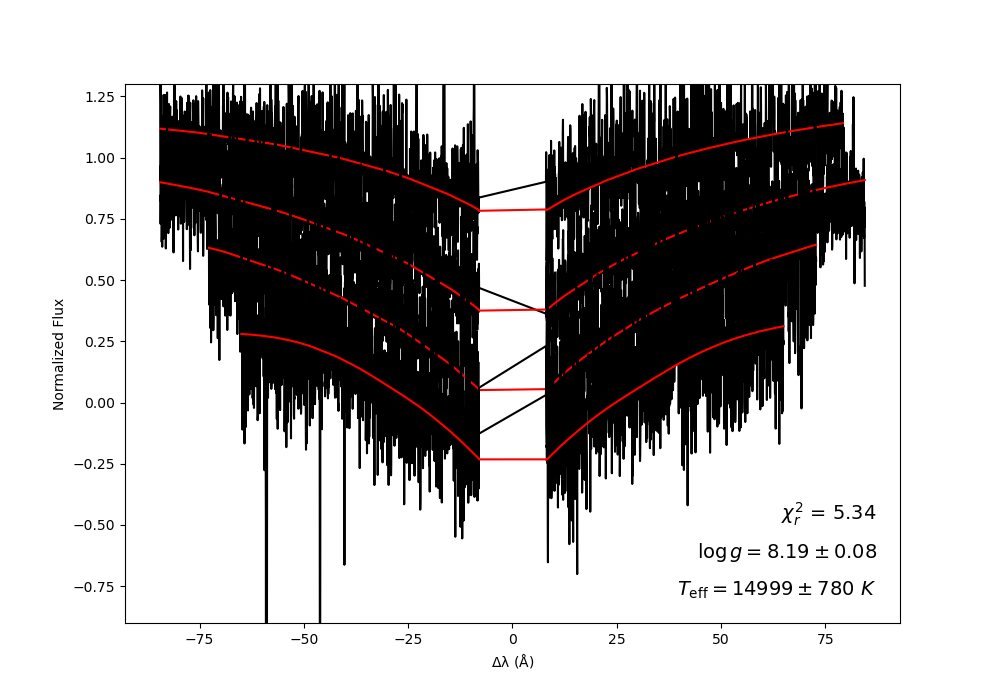 Normalized Flux
1.25
1.00
0.75
0.50
0.25
0.00
−0.25
−0.50
−0.75
χ_r^2 = 5.34
log g = 8.19 ± 0.08
T_eff = 14999 ± 780 K
−75 −50 −25 0 25 50 75
Δλ (Å)